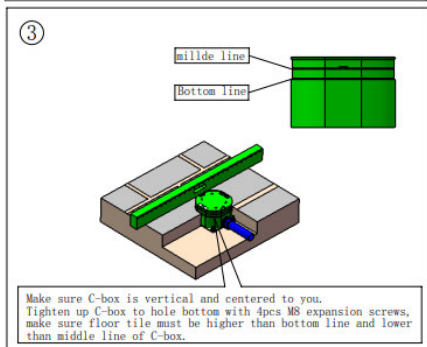 ③
millde line
Bottom line
Make sure C-box is vertical and centered to you.
Tighten up C-box to hole bottom with 4pcs M8 expansion screws,
make sure floor tile must be higher than bottom line and lower
than middle line of C-box.